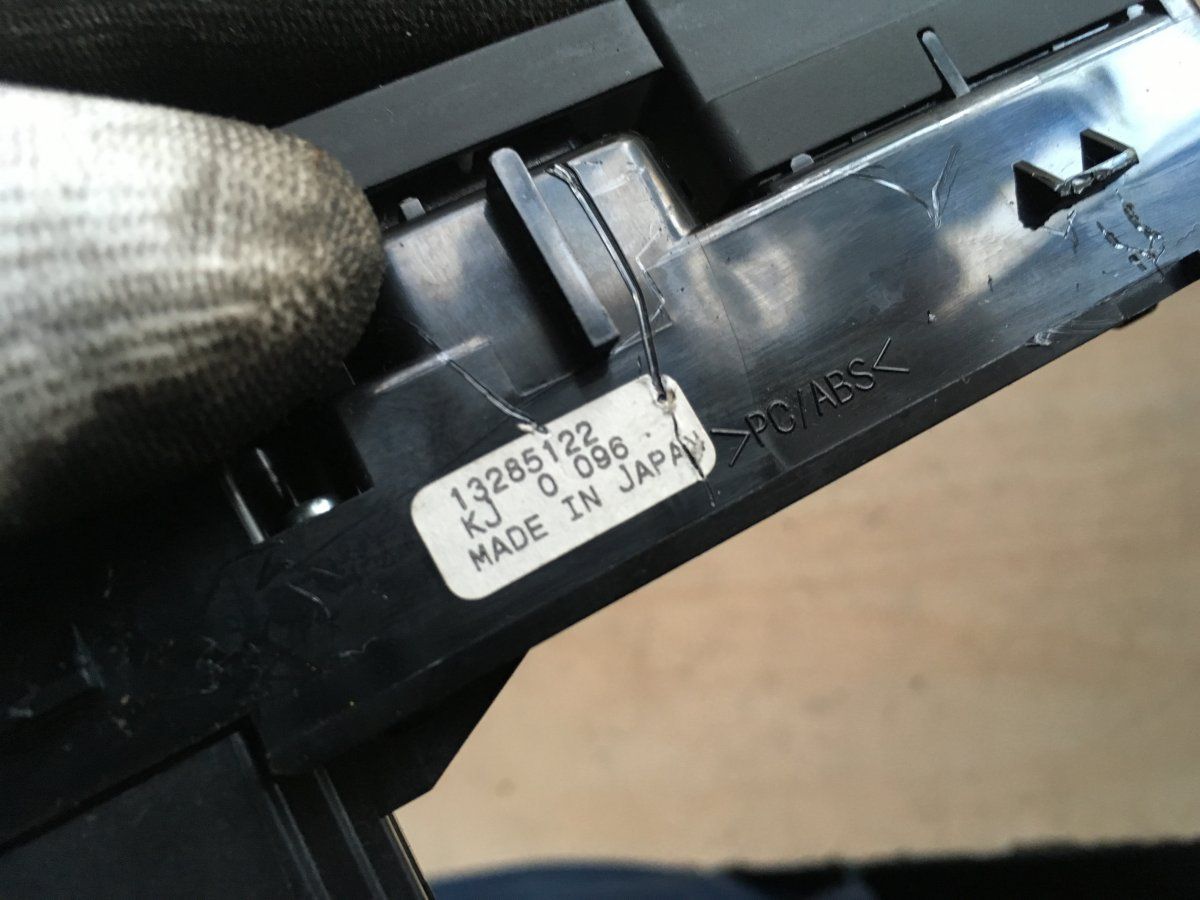 13285122
KJ 0 096
MADE IN JAPAN
>PC/ABS<